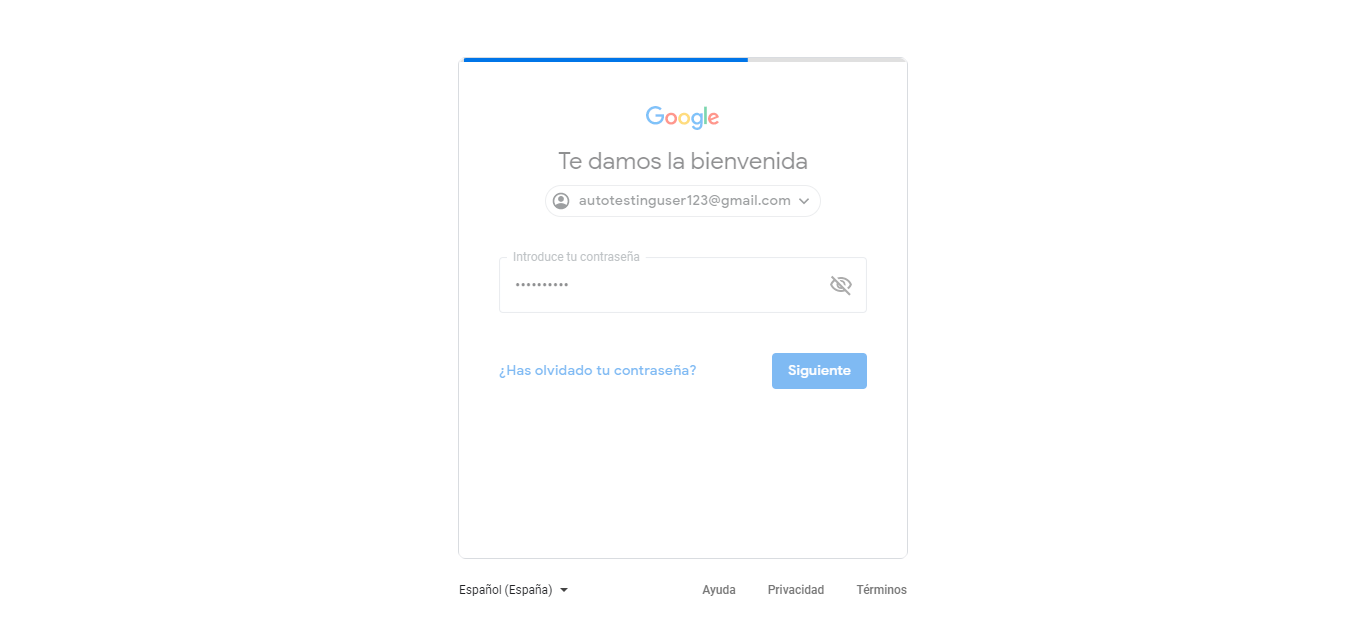 Google
Te damos la bienvenida
autotestinguser123@gmail.com
Introduce tu contraseña
••••••••••
¿Has olvidado tu contraseña?
Siguiente
Español (España)
Ayuda
Privacidad
Términos